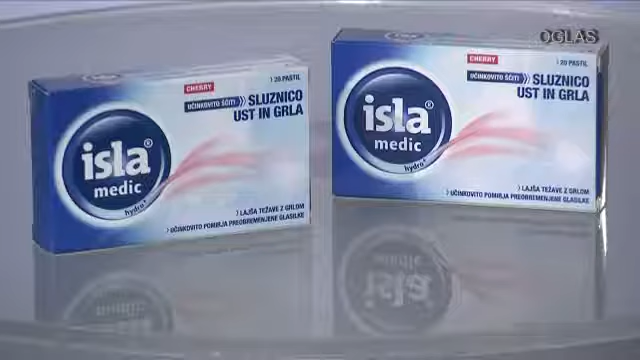 OGLAS
CHERRY
20 PASTIL
UČINKOVITO ŠČITI
SLUZNICO
UST IN GRLA
isla®
medic
hydro+
LAJŠA TEŽAVE Z GRLOM
UČINKOVITO POMIRJA PREOBREMENJENE GLASILKE
CHERRY
20 PASTIL
UČINKOVITO ŠČITI
SLUZNICO
UST IN GRLA
isla®
medic
hydro+
LAJŠA TEŽAVE Z GRLOM
UČINKOVITO POMIRJA PREOBREMENJENE GLASILKE